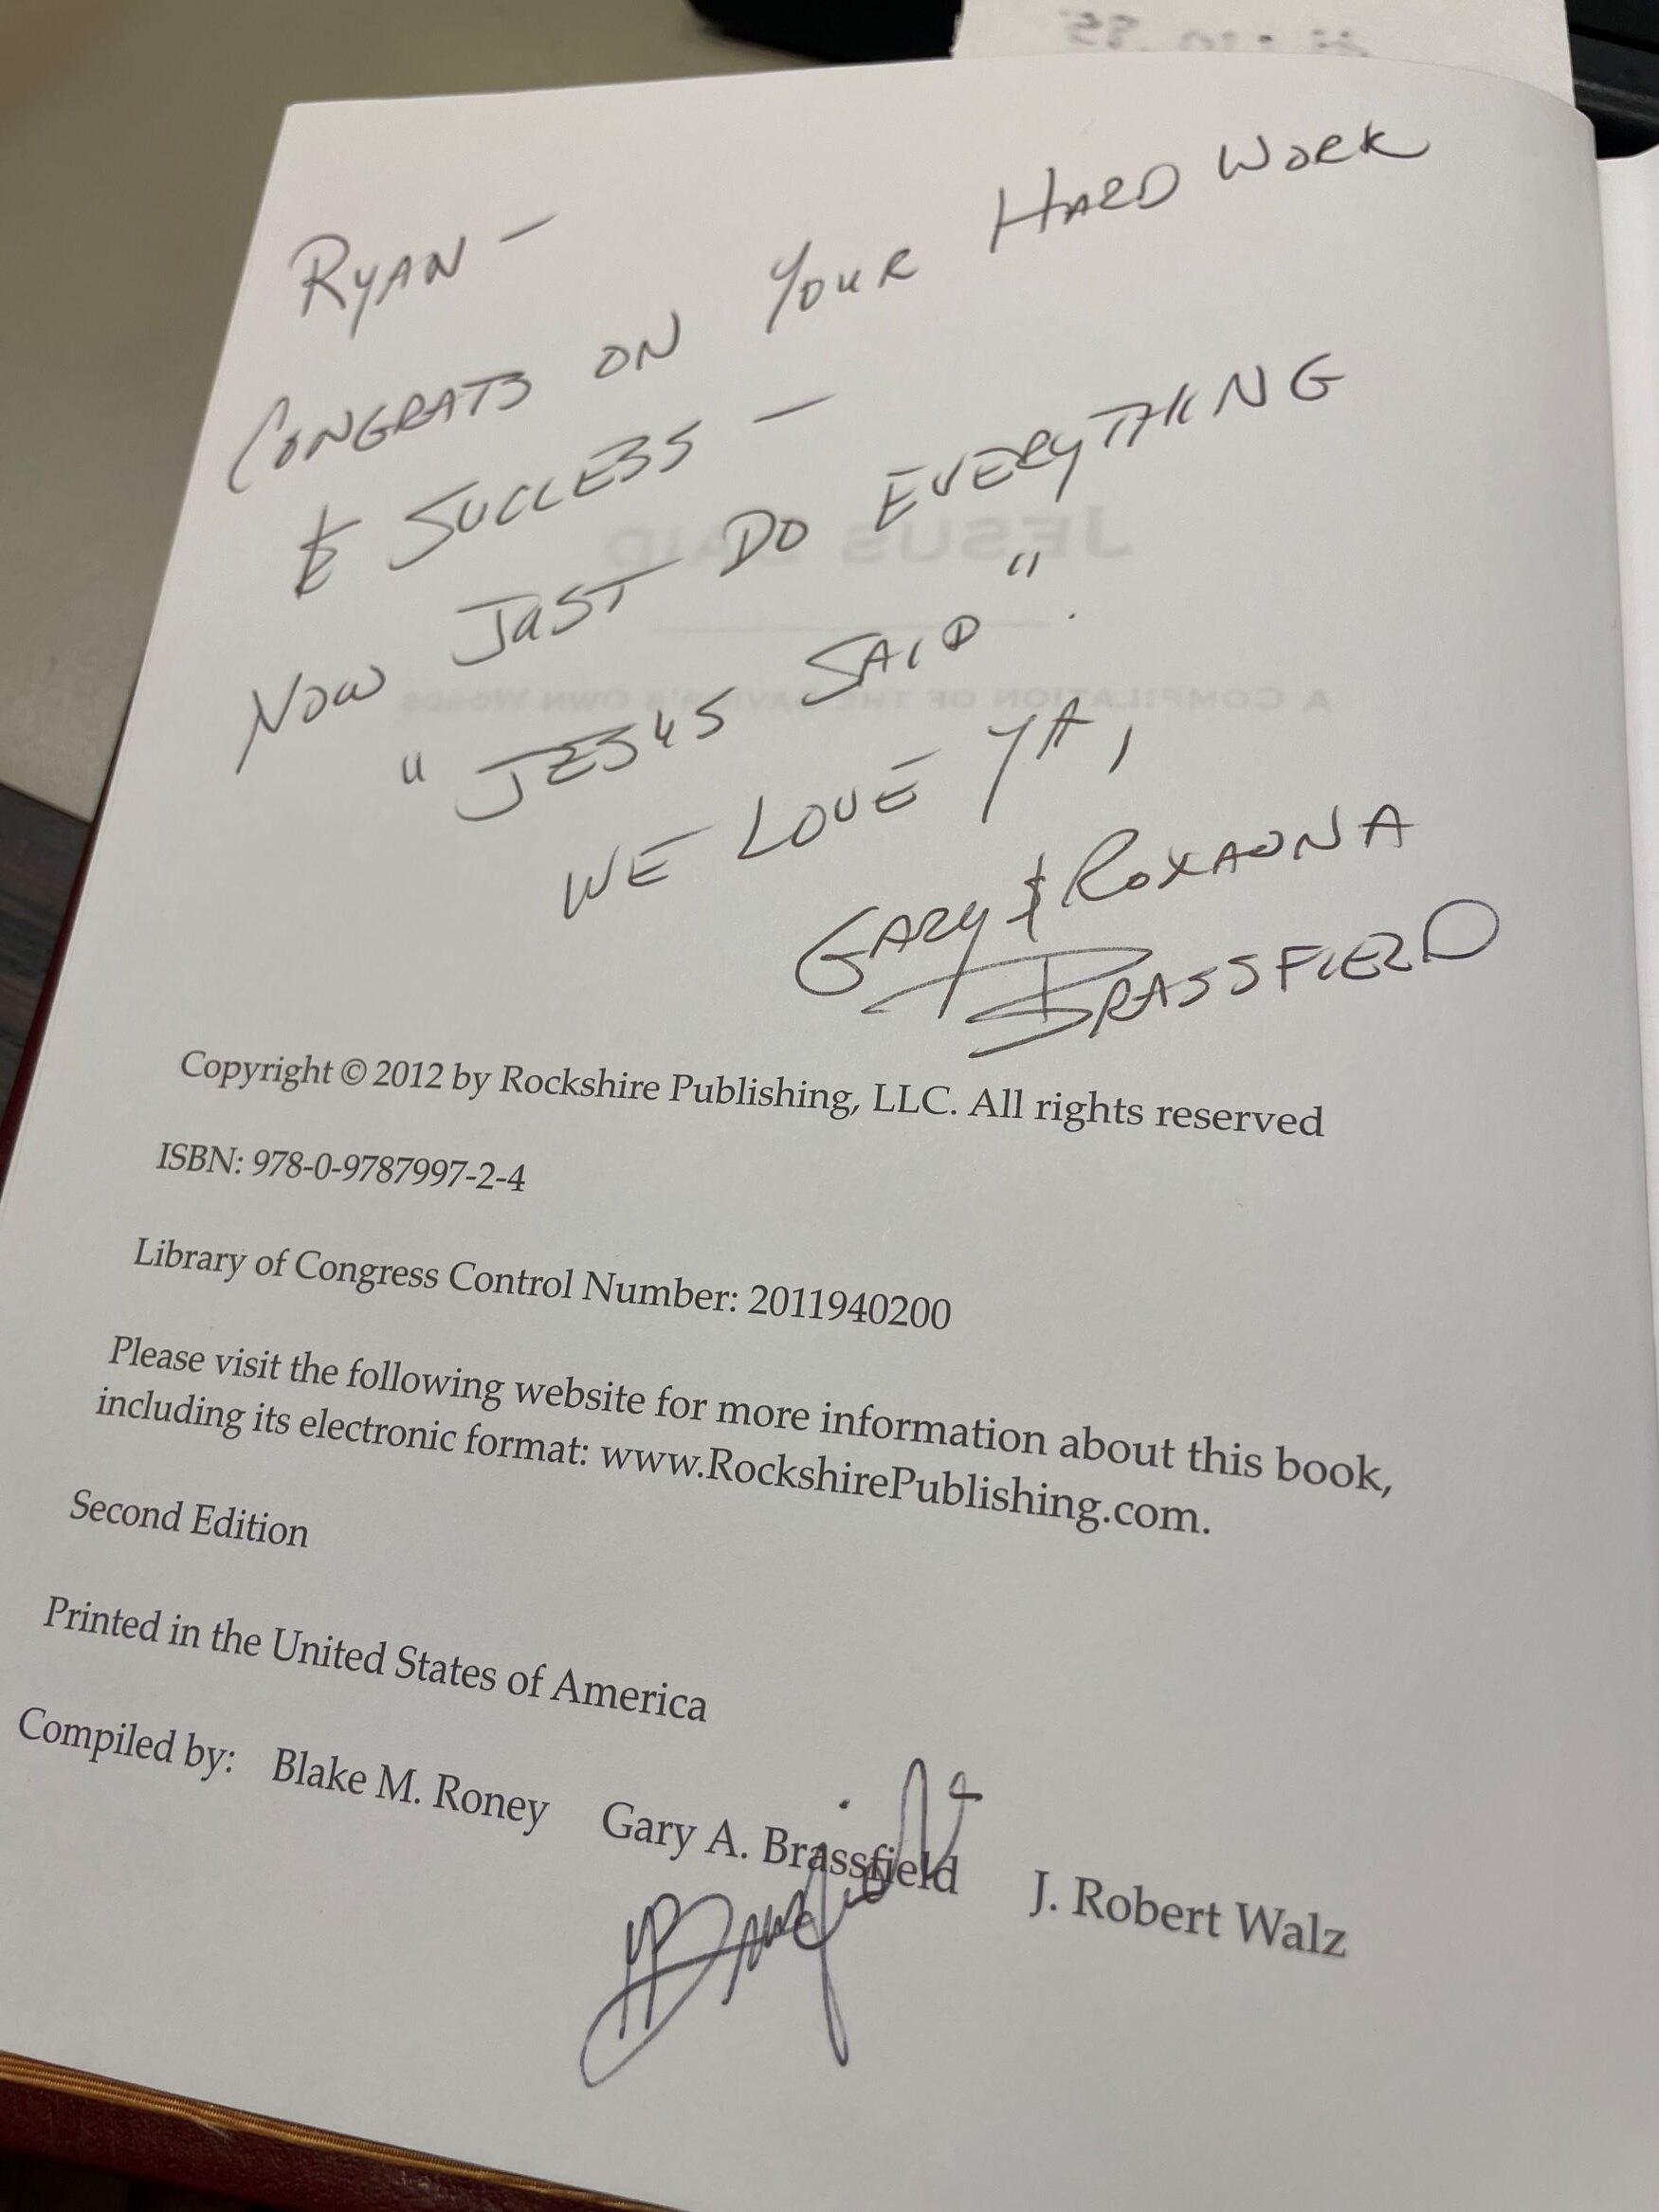 RYAN —
CONGRATS ON YOUR HARD WORK
& SUCCESS —
NOW JUST DO EVERYTHING
"JESUS SAID".
WE LOVE YA,
GARY & ROXAONNA
BRASSFIELD
Copyright © 2012 by Rockshire Publishing, LLC. All rights reserved
ISBN: 978-0-9787997-2-4
Library of Congress Control Number: 2011940200
Please visit the following website for more information about this book,
including its electronic format: www.RockshirePublishing.com.
Second Edition
Printed in the United States of America
Compiled by: Blake M. Roney Gary A. Brassfield J. Robert Walz